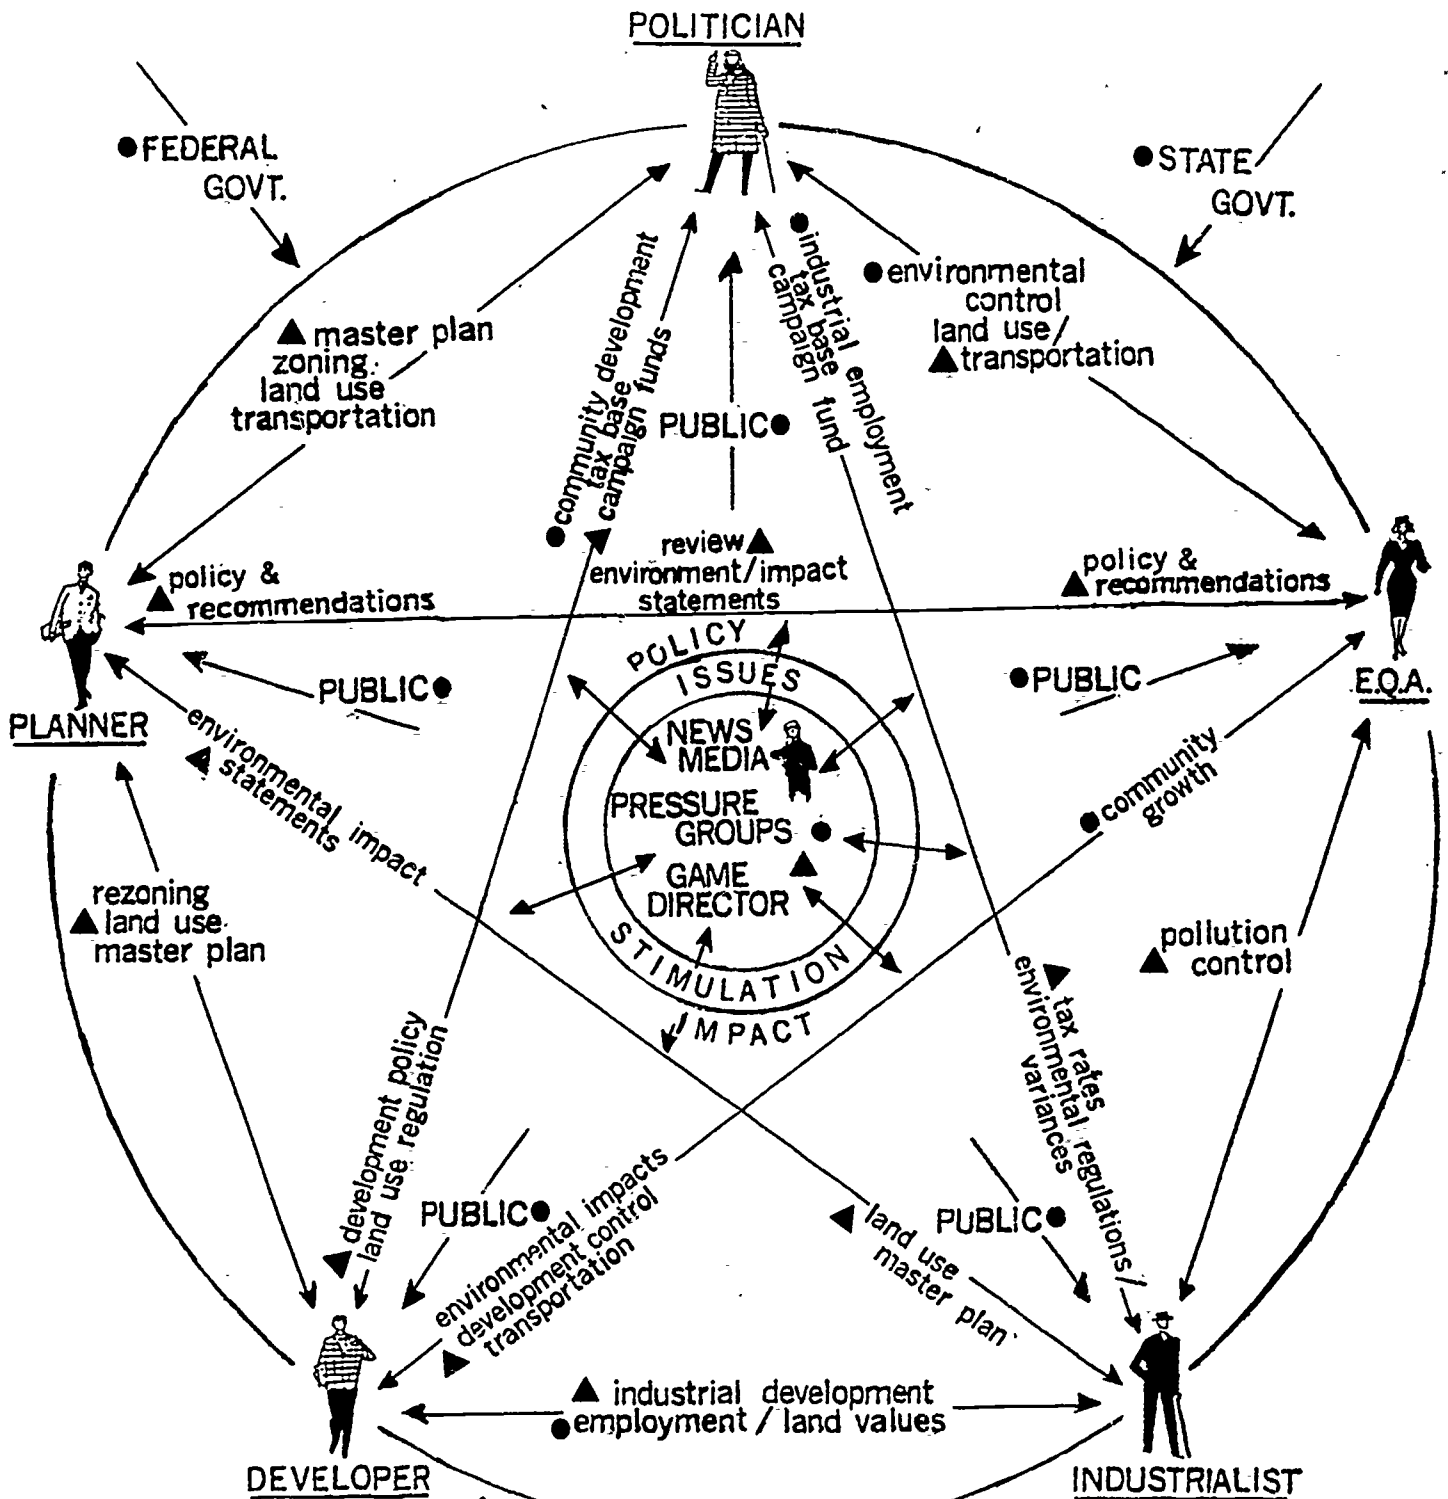 POLITICIAN
FEDERAL
GOVT.
STATE
GOVT.
master plan
zoning
land use
transportation
community development
tax base
campaign funds
PUBLIC
industrial employment
tax base
campaign fund
environmental
control
land use/
transportation
review
environment/impact
statements
policy &
recommendations
policy &
recommendations
PLANNER
PUBLIC
PUBLIC
E.Q.A.
POLICY
ISSUES
NEWS
MEDIA
PRESSURE
GROUPS
GAME
DIRECTOR
STIMULATION
IMPACT
environmental impact
statements
community
growth
rezoning
land use
master plan
pollution
control
development policy
land use regulation
tax rates
environmental regulations/
variances
PUBLIC
environmental impacts
development control
transportation
land use
master plan
PUBLIC
industrial development
employment / land values
DEVELOPER
INDUSTRIALIST